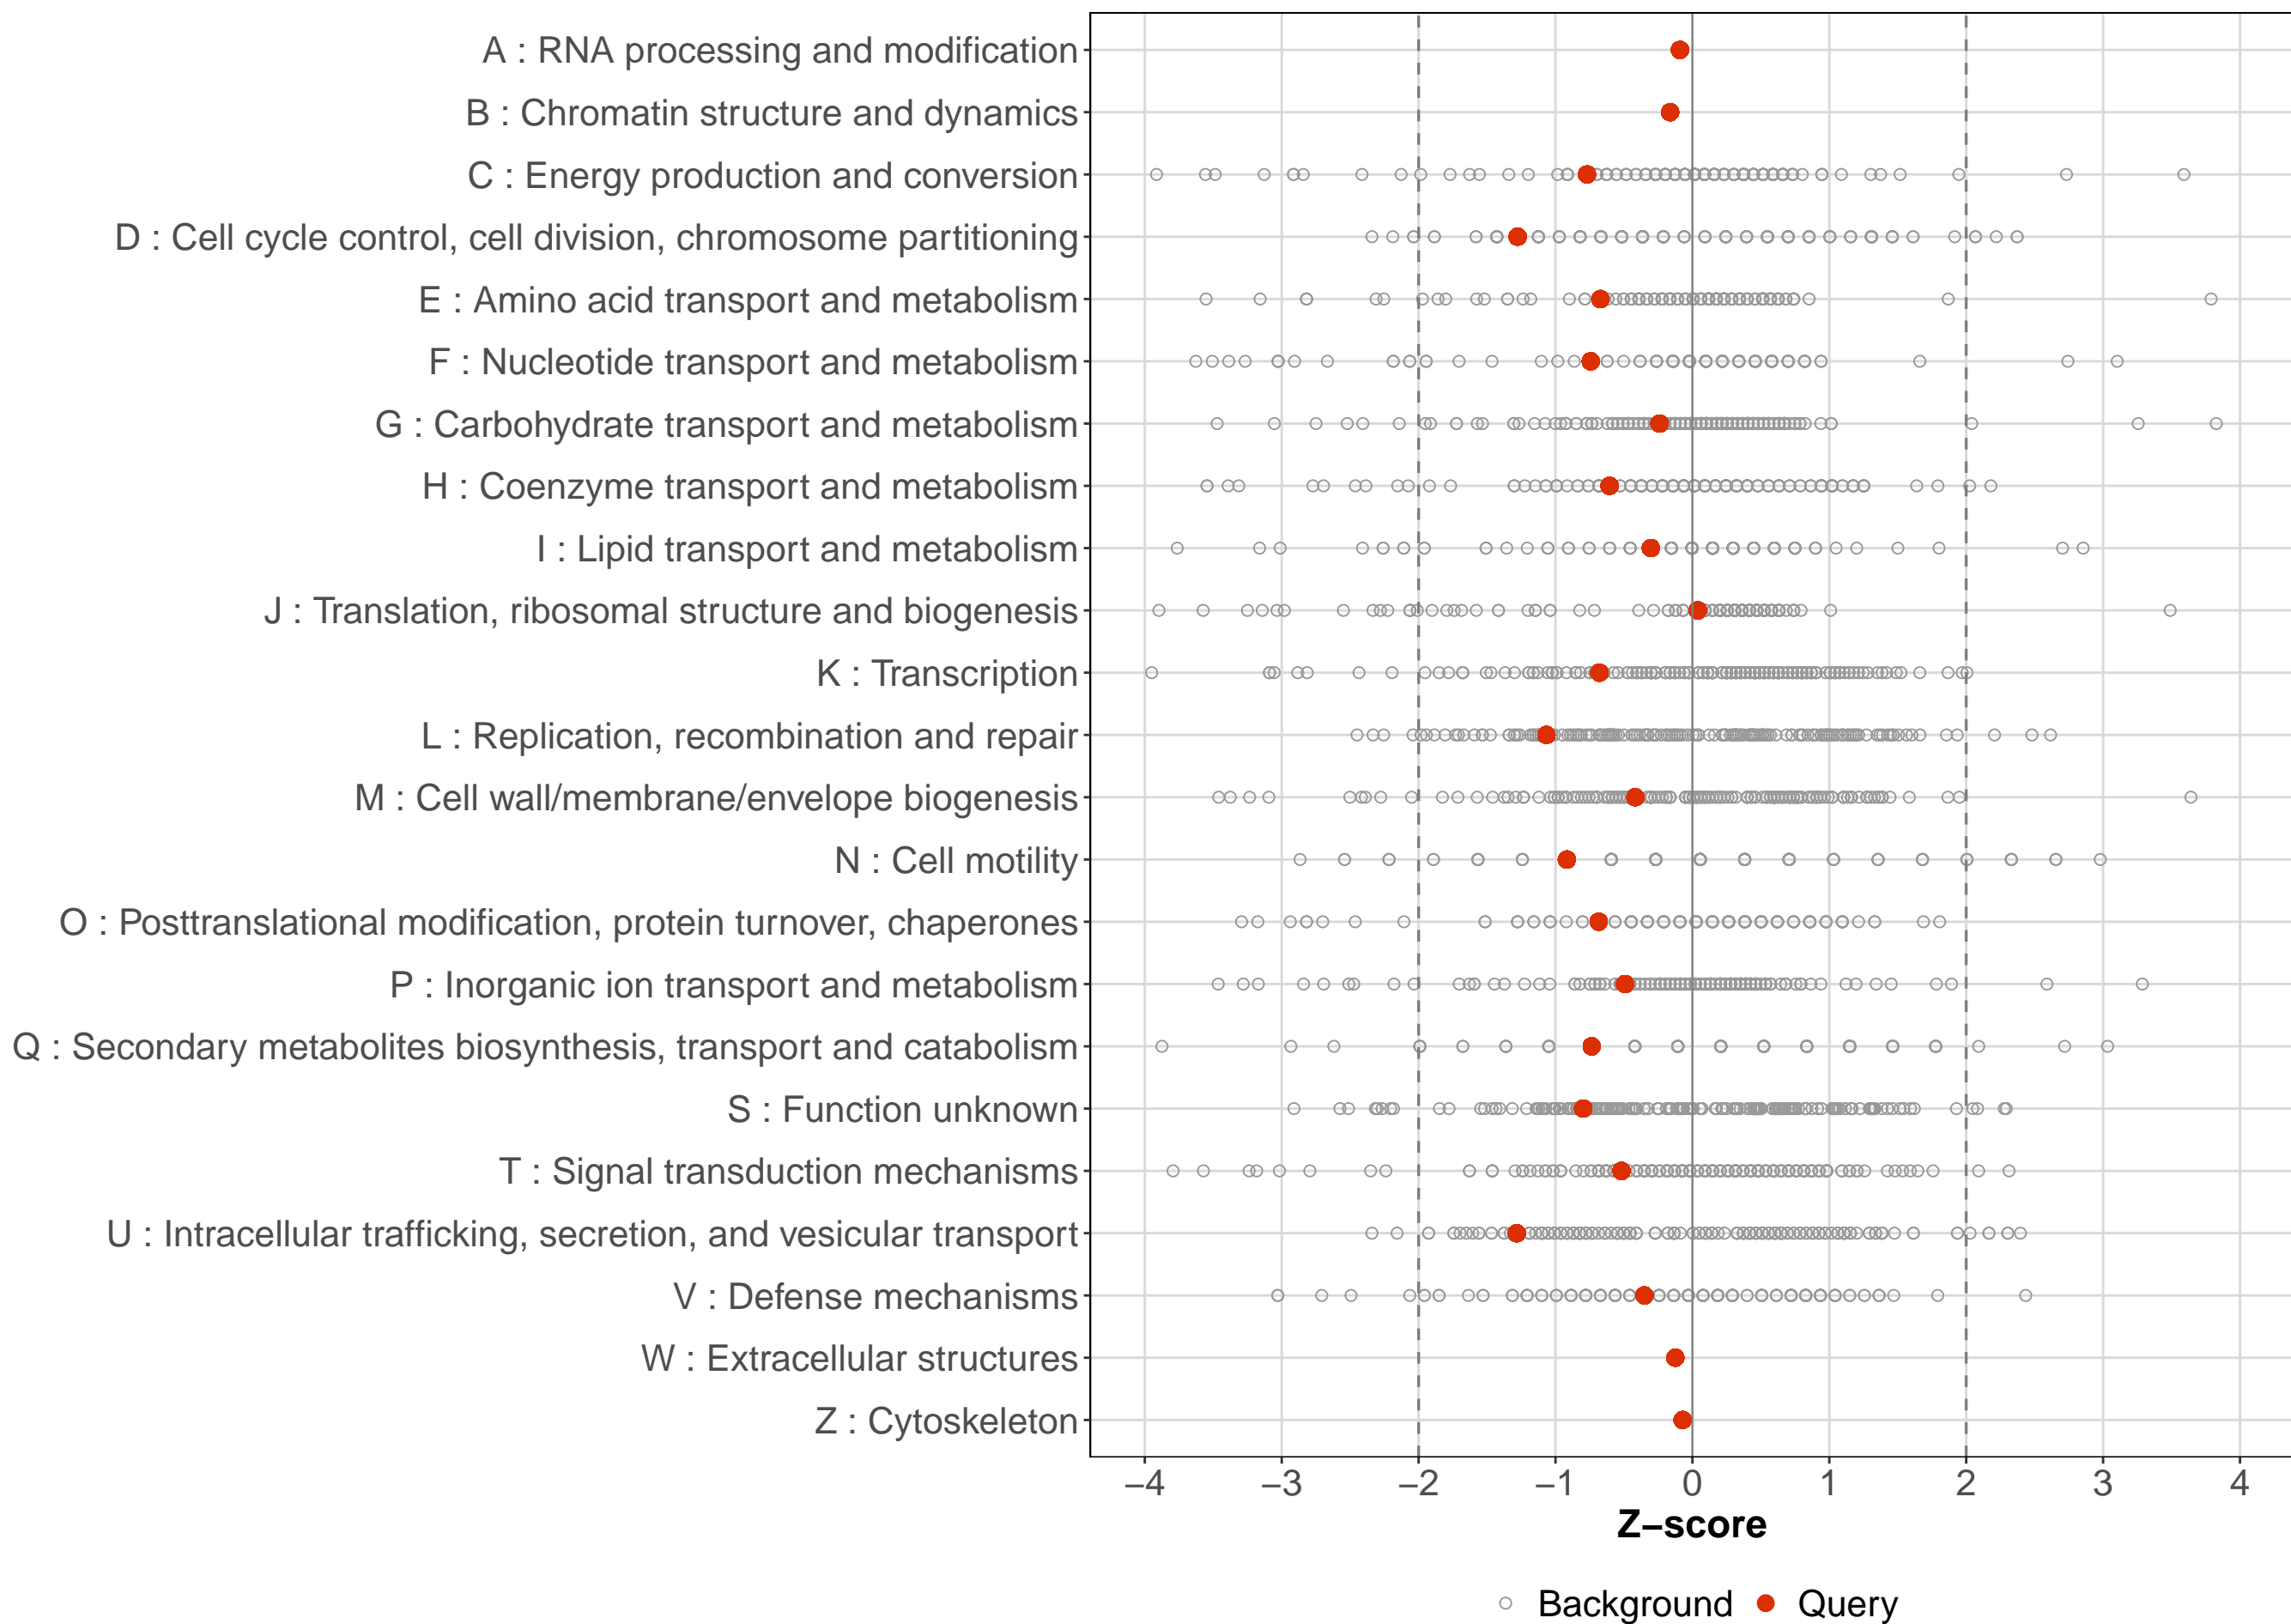 A : RNA processing and modification
B : Chromatin structure and dynamics
C : Energy production and conversion
D : Cell cycle control, cell division, chromosome partitioning
E : Amino acid transport and metabolism
F : Nucleotide transport and metabolism
G : Carbohydrate transport and metabolism
H : Coenzyme transport and metabolism
I : Lipid transport and metabolism
J : Translation, ribosomal structure and biogenesis
K : Transcription
L : Replication, recombination and repair
M : Cell wall/membrane/envelope biogenesis
N : Cell motility
O : Posttranslational modification, protein turnover, chaperones
P : Inorganic ion transport and metabolism
Q : Secondary metabolites biosynthesis, transport and catabolism
S : Function unknown
T : Signal transduction mechanisms
U : Intracellular trafficking, secretion, and vesicular transport
V : Defense mechanisms
W : Extracellular structures
Z : Cytoskeleton
−4 −3 −2 −1 0 1 2 3 4
Z−score
Background Query